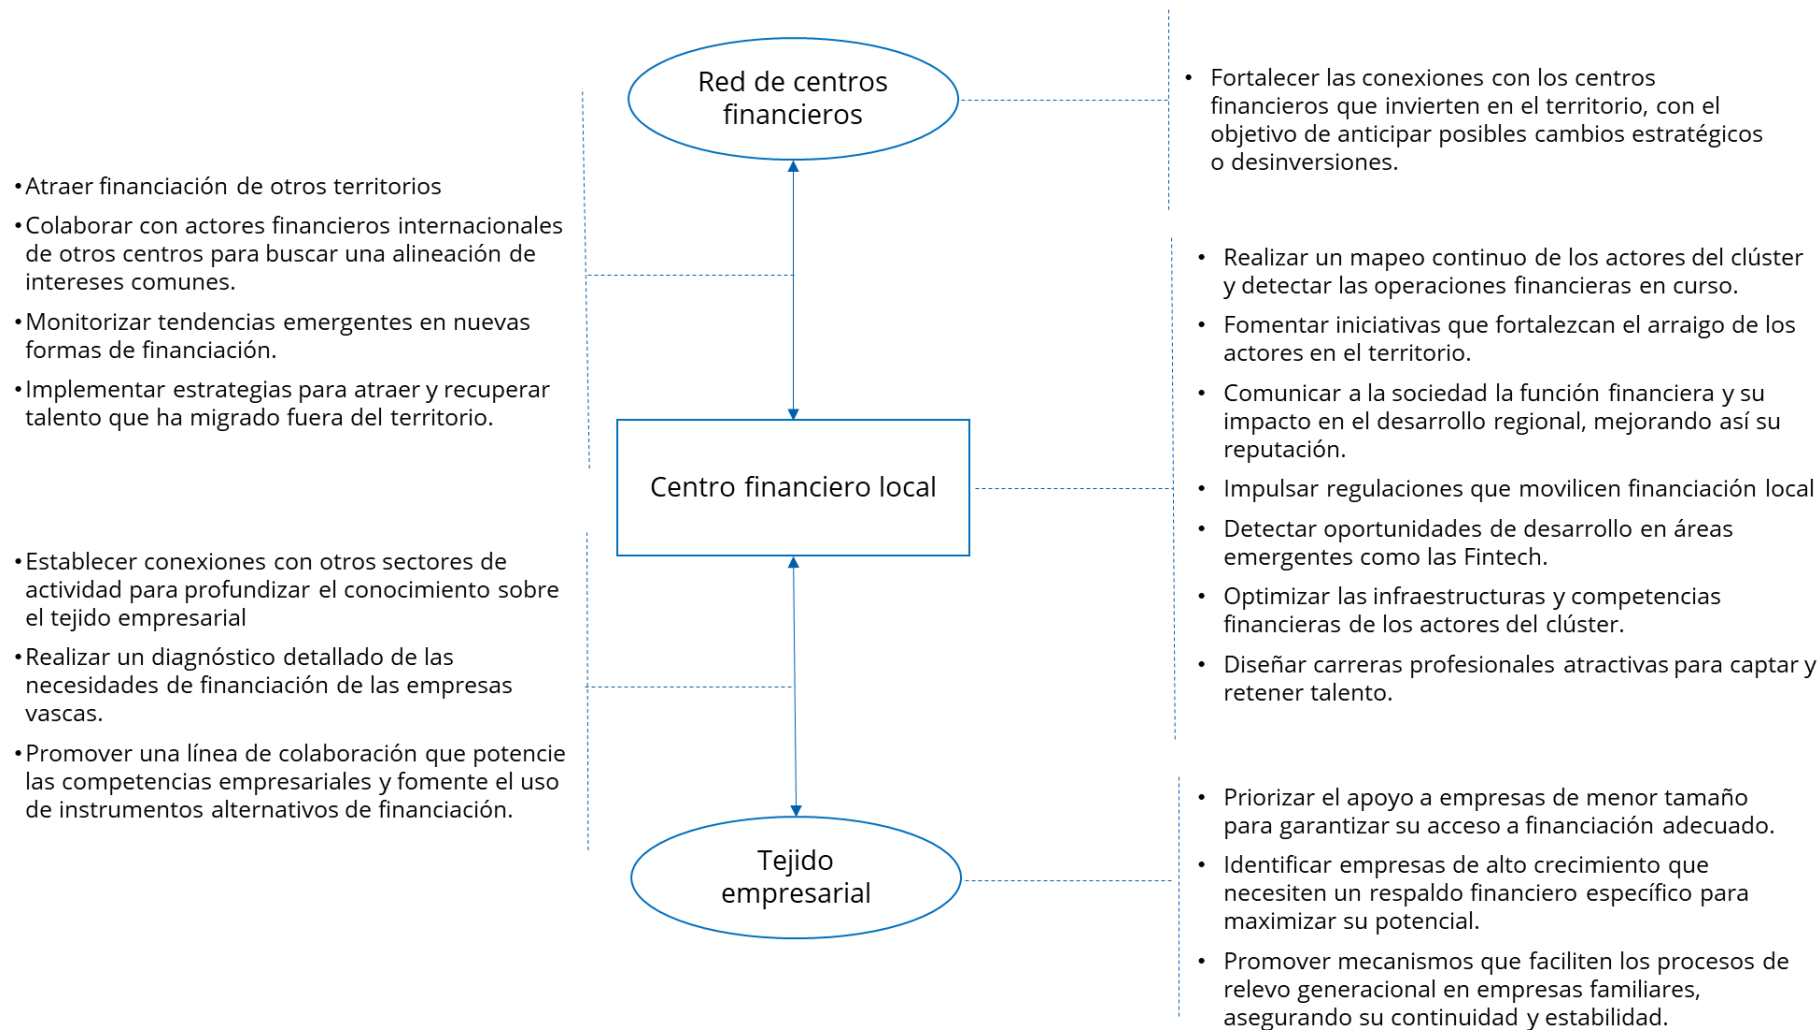 Red de centros
financieros
• Fortalecer las conexiones con los centros
financieros que invierten en el territorio, con el
objetivo de anticipar posibles cambios estratégicos
o desinversiones.
•Atraer financiación de otros territorios
•Colaborar con actores financieros internacionales
de otros centros para buscar una alineación de
intereses comunes.
•Monitorizar tendencias emergentes en nuevas
formas de financiación.
•Implementar estrategias para atraer y recuperar
talento que ha migrado fuera del territorio.
Centro financiero local
• Realizar un mapeo continuo de los actores del clúster
y detectar las operaciones financieras en curso.
• Fomentar iniciativas que fortalezcan el arraigo de los
actores en el territorio.
• Comunicar a la sociedad la función financiera y su
impacto en el desarrollo regional, mejorando así su
reputación.
• Impulsar regulaciones que movilicen financiación local
• Detectar oportunidades de desarrollo en áreas
emergentes como las Fintech.
• Optimizar las infraestructuras y competencias
financieras de los actores del clúster.
• Diseñar carreras profesionales atractivas para captar y
retener talento.
•Establecer conexiones con otros sectores de
actividad para profundizar el conocimiento sobre
el tejido empresarial
•Realizar un diagnóstico detallado de las
necesidades de financiación de las empresas
vascas.
•Promover una línea de colaboración que potencie
las competencias empresariales y fomente el uso
de instrumentos alternativos de financiación.
Tejido
empresarial
• Priorizar el apoyo a empresas de menor tamaño
para garantizar su acceso a financiación adecuado.
• Identificar empresas de alto crecimiento que
necesiten un respaldo financiero específico para
maximizar su potencial.
• Promover mecanismos que faciliten los procesos de
relevo generacional en empresas familiares,
asegurando su continuidad y estabilidad.